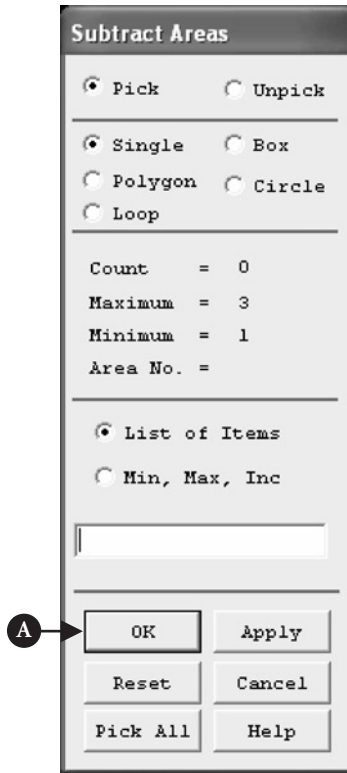 Subtract Areas
Pick Unpick
Single Box
Polygon Circle
Loop
Count = 0
Maximum = 3
Minimum = 1
Area No. =
List of Items
Min, Max, Inc
A OK Apply
Reset Cancel
Pick All Help